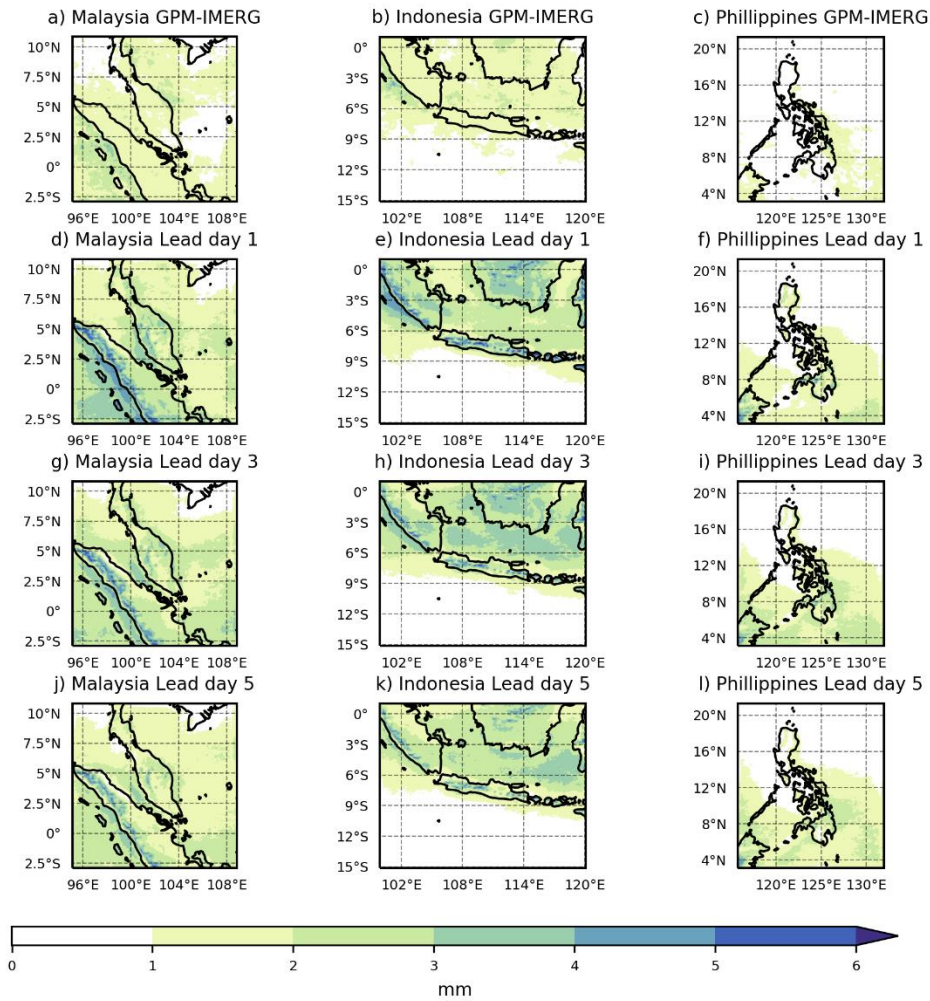 a) Malaysia GPM-IMERG
b) Indonesia GPM-IMERG
c) Phillippines GPM-IMERG
10°N
7.5°N
5°N
2.5°N
0°
2.5°S
96°E 100°E 104°E 108°E
0°
3°S
6°S
9°S
12°S
15°S
102°E 108°E 114°E 120°E
20°N
16°N
12°N
8°N
4°N
120°E 125°E 130°E
d) Malaysia Lead day 1
e) Indonesia Lead day 1
f) Phillippines Lead day 1
10°N
7.5°N
5°N
2.5°N
0°
2.5°S
96°E 100°E 104°E 108°E
0°
3°S
6°S
9°S
12°S
15°S
102°E 108°E 114°E 120°E
20°N
16°N
12°N
8°N
4°N
120°E 125°E 130°E
g) Malaysia Lead day 3
h) Indonesia Lead day 3
i) Phillippines Lead day 3
10°N
7.5°N
5°N
2.5°N
0°
2.5°S
96°E 100°E 104°E 108°E
0°
3°S
6°S
9°S
12°S
15°S
102°E 108°E 114°E 120°E
20°N
16°N
12°N
8°N
4°N
120°E 125°E 130°E
j) Malaysia Lead day 5
k) Indonesia Lead day 5
l) Phillippines Lead day 5
10°N
7.5°N
5°N
2.5°N
0°
2.5°S
96°E 100°E 104°E 108°E
0°
3°S
6°S
9°S
12°S
15°S
102°E 108°E 114°E 120°E
20°N
16°N
12°N
8°N
4°N
120°E 125°E 130°E
0 1 2 3 4 5 6
mm